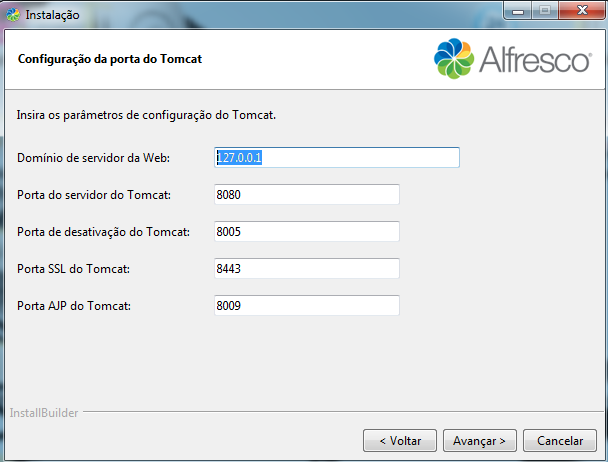 Instalação
Configuração da porta do Tomcat
Alfresco®
Insira os parâmetros de configuração do Tomcat.
Domínio de servidor da Web: 127.0.0.1
Porta do servidor do Tomcat: 8080
Porta de desativação do Tomcat: 8005
Porta SSL do Tomcat: 8443
Porta AJP do Tomcat: 8009
InstallBuilder
< Voltar Avançar > Cancelar